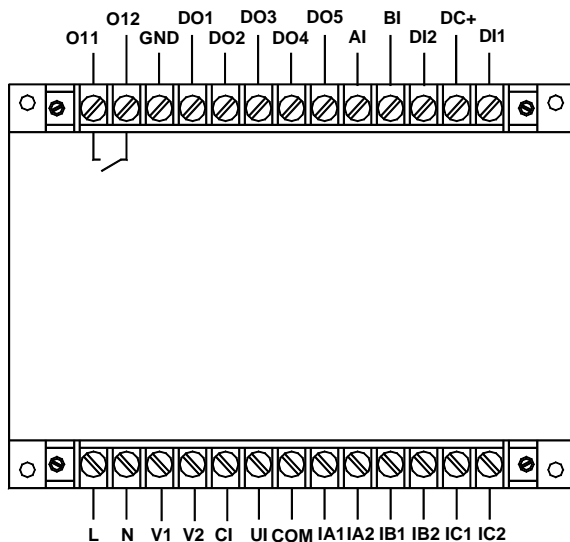 O11 O12 GND DO1 DO2 DO3 DO4 DO5 AI BI DI2 DC+ DI1
L N V1 V2 CI UI COM IA1 IA2 IB1 IB2 IC1 IC2